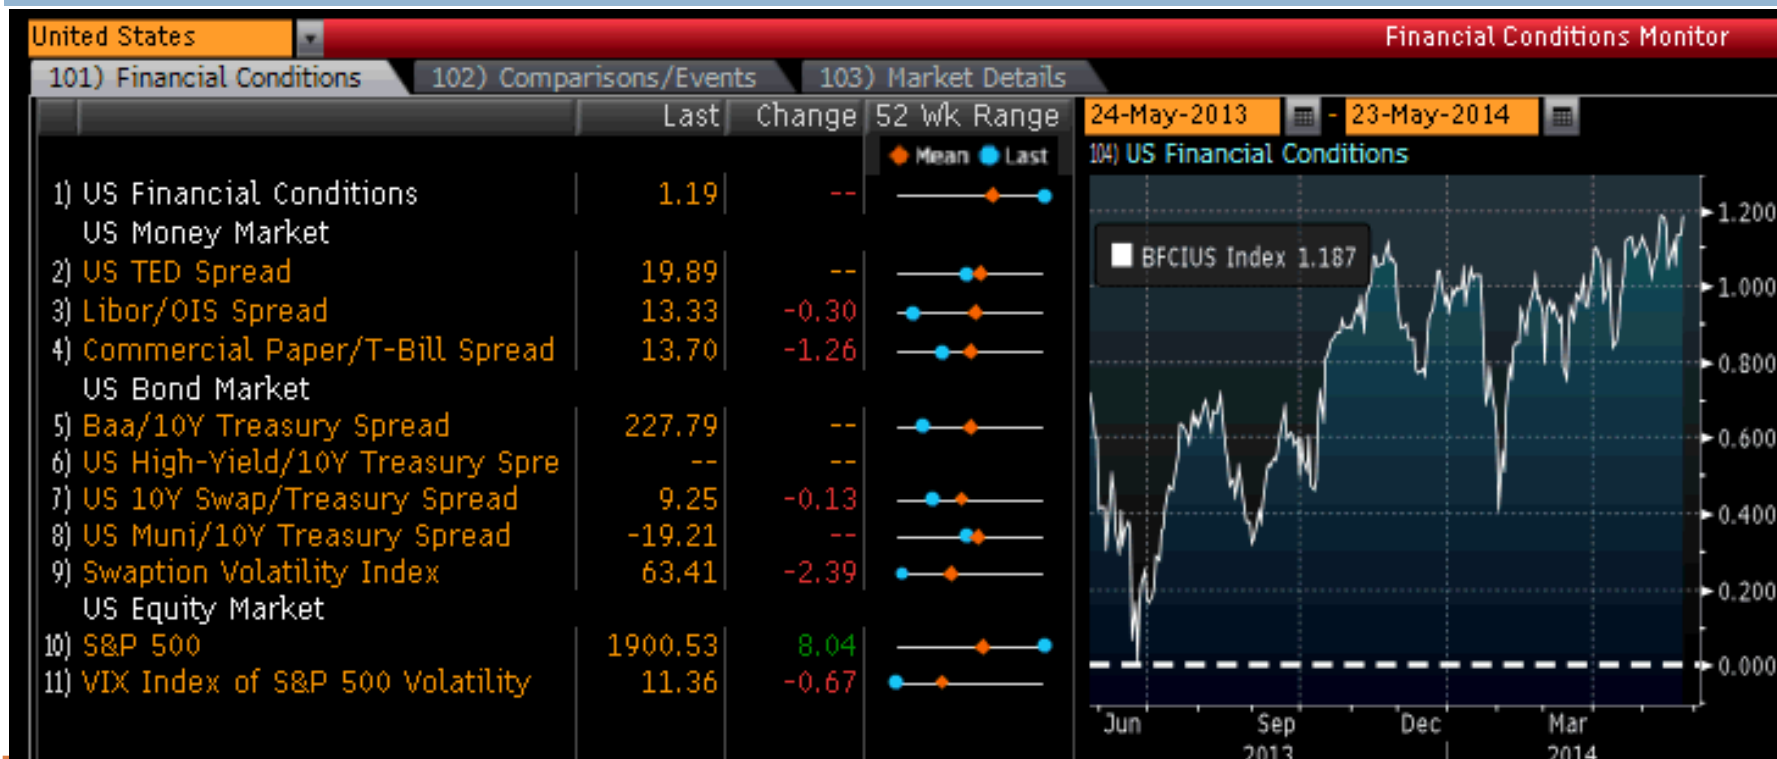 United States Financial Conditions Monitor
101) Financial Conditions 102) Comparisons/Events 103) Market Details
Last Change 52 Wk Range 24-May-2013 - 23-May-2014
Mean Last 104) US Financial Conditions
1) US Financial Conditions 1.19 --
US Money Market
2) US TED Spread 19.89 --
3) Libor/OIS Spread 13.33 -0.30
4) Commercial Paper/T-Bill Spread 13.70 -1.26
US Bond Market
5) Baa/10Y Treasury Spread 227.79 --
6) US High-Yield/10Y Treasury Spre -- --
7) US 10Y Swap/Treasury Spread 9.25 -0.13
8) US Muni/10Y Treasury Spread -19.21 --
9) Swaption Volatility Index 63.41 -2.39
US Equity Market
10) S&P 500 1900.53 8.04
11) VIX Index of S&P 500 Volatility 11.36 -0.67
BFCIUS Index 1.187
1.200
1.000
0.800
0.600
0.400
0.200
0.000
Jun Sep Dec Mar
2013 2014